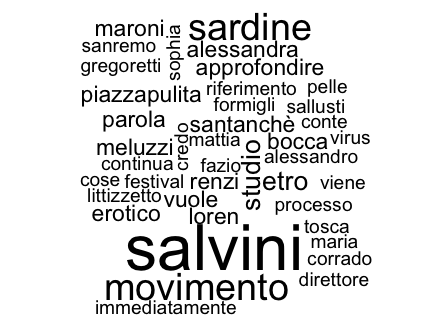 maroni sophia sardine
sanremo alessandra
gregoretti approfondire
piazzapulita riferimento pelle
formigli sallusti
parola santanchè conte
meluzzi credo mattia bocca virus
continua fazio studio alessandro
cose festival renzi etro viene
littizzetto vuole processo
erotico loren tosca
salvini maria
corrado
movimento direttore
immediatamente